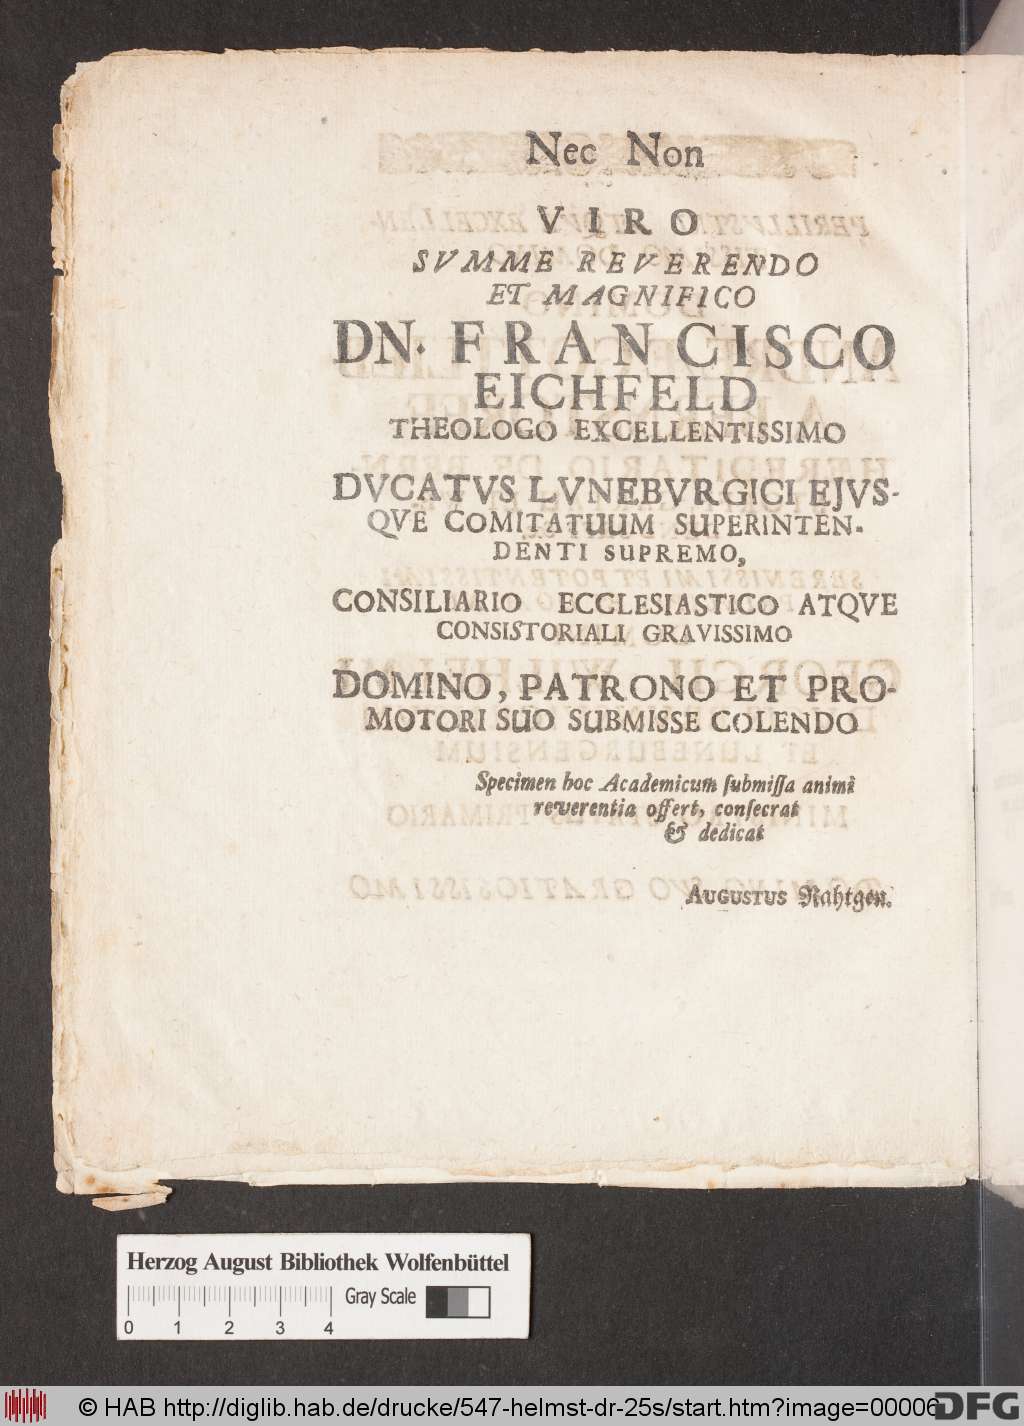 Nec Non
VIRO
SVMME REVERENDO
ET MAGNIFICO
DN. FRANCISCO
EICHFELD
THEOLOGO EXCELLENTISSIMO
DVCATVS LVNEBVRGICI EJVS-
QVE COMITATUUM SUPERINTEN-
DENTI SUPREMO,
CONSILIARIO ECCLESIASTICO ATQVE
CONSISTORIALI GRAVISSIMO
DOMINO, PATRONO ET PRO-
MOTORI SUO SUBMISSE COLENDO
Specimen hoc Academicum ſubmiſſa animi
reverentia offert, conſecrat
& dedicat
AUGUSTUS Rahtgen.
Herzog August Bibliothek Wolfenbüttel
Gray Scale
0 1 2 3 4
© HAB http://diglib.hab.de/drucke/547-helmst-dr-25s/start.htm?image=00006
DFG